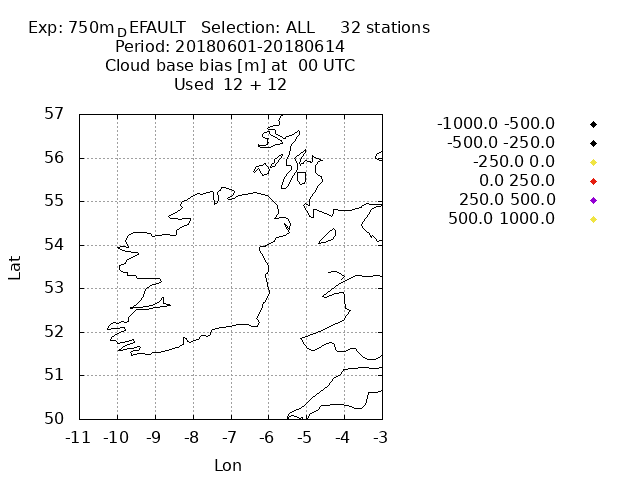 Exp: 750mDEFAULT   Selection: ALL     32 stations
Period: 20180601-20180614
Cloud base bias [m] at  00 UTC
Used  12 + 12
-1000.0 -500.0
-500.0 -250.0
-250.0 0.0
0.0 250.0
250.0 500.0
500.0 1000.0
57
56
55
54
53
52
51
50
Lat
-11 -10 -9 -8 -7 -6 -5 -4 -3
Lon